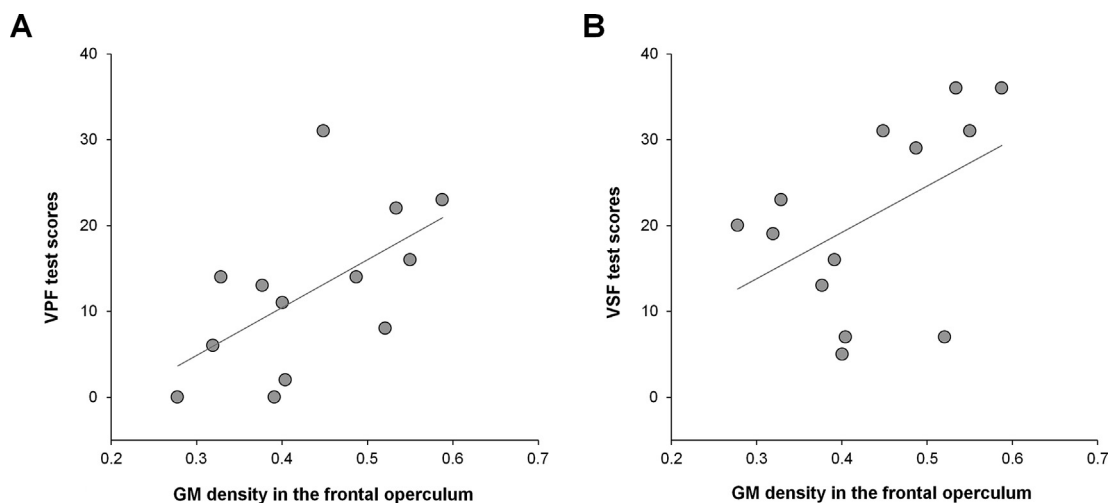 A
40
30
20
10
0
VPF test scores
0.2 0.3 0.4 0.5 0.6 0.7
GM density in the frontal operculum
B
40
30
20
10
0
VSF test scores
0.2 0.3 0.4 0.5 0.6 0.7
GM density in the frontal operculum